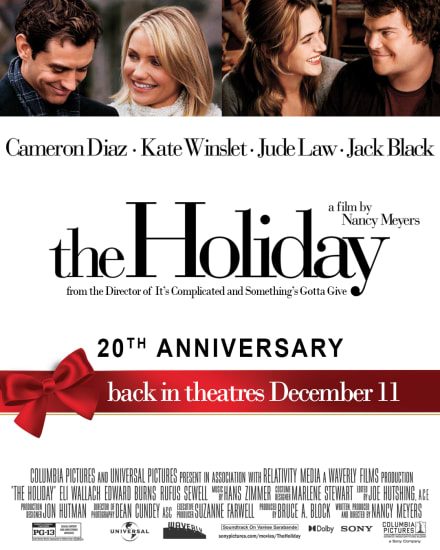 Cameron Diaz · Kate Winslet · Jude Law · Jack Black
a film by
Nancy Meyers
the Holiday
from the Director of It's Complicated and Something's Gotta Give
20TH ANNIVERSARY
back in theatres December 11
COLUMBIA PICTURES AND UNIVERSAL PICTURES PRESENT IN ASSOCIATION WITH RELATIVITY MEDIA A WAVERLY FILMS PRODUCTION
"THE HOLIDAY" ELI WALLACH EDWARD BURNS RUFUS SEWELL MUSIC BY HANS ZIMMER COSTUME DESIGNER MARLENE STEWART EDITED BY JOE HUTSHING, A.C.E.
PRODUCTION DESIGNER JON HUTMAN DIRECTOR OF PHOTOGRAPHY DEAN CUNDEY ASC EXECUTIVE PRODUCER SUZANNE FARWELL PRODUCED BY BRUCE A. BLOCK WRITTEN, PRODUCED AND DIRECTED BY NANCY MEYERS
PG-13
UNIVERSAL
WAVERLY
Soundtrack On Varèse Sarabande
sonypictures.com/movies/TheHoliday
Dolby
SONY
COLUMBIA
PICTURES
a Sony Company